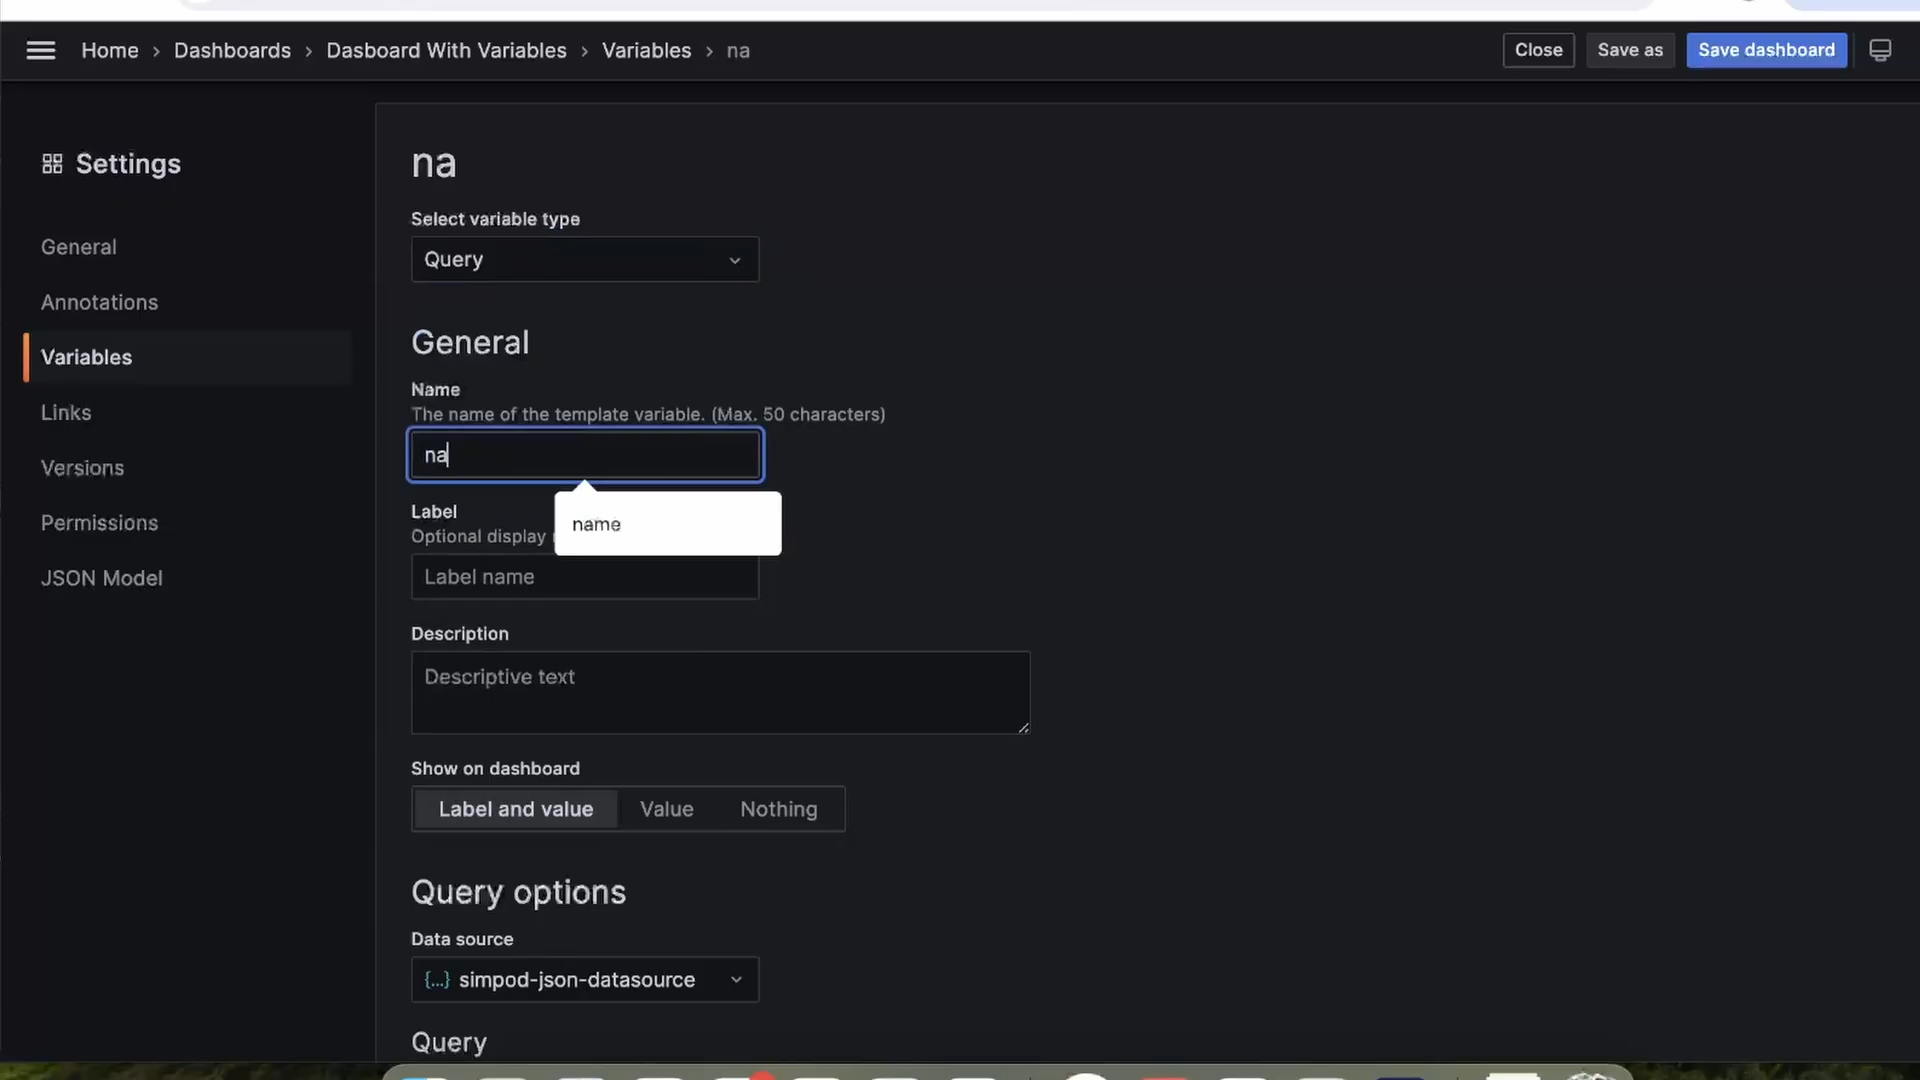 Home › Dashboards › Dasboard With Variables › Variables › na
Close
Save as
Save dashboard
Settings
General
Annotations
Variables
Links
Versions
Permissions
JSON Model
na
Select variable type
Query
General
Name
The name of the template variable. (Max. 50 characters)
na
name
Label
Optional display
Label name
Description
Descriptive text
Show on dashboard
Label and value
Value
Nothing
Query options
Data source
{...} simpod-json-datasource
Query